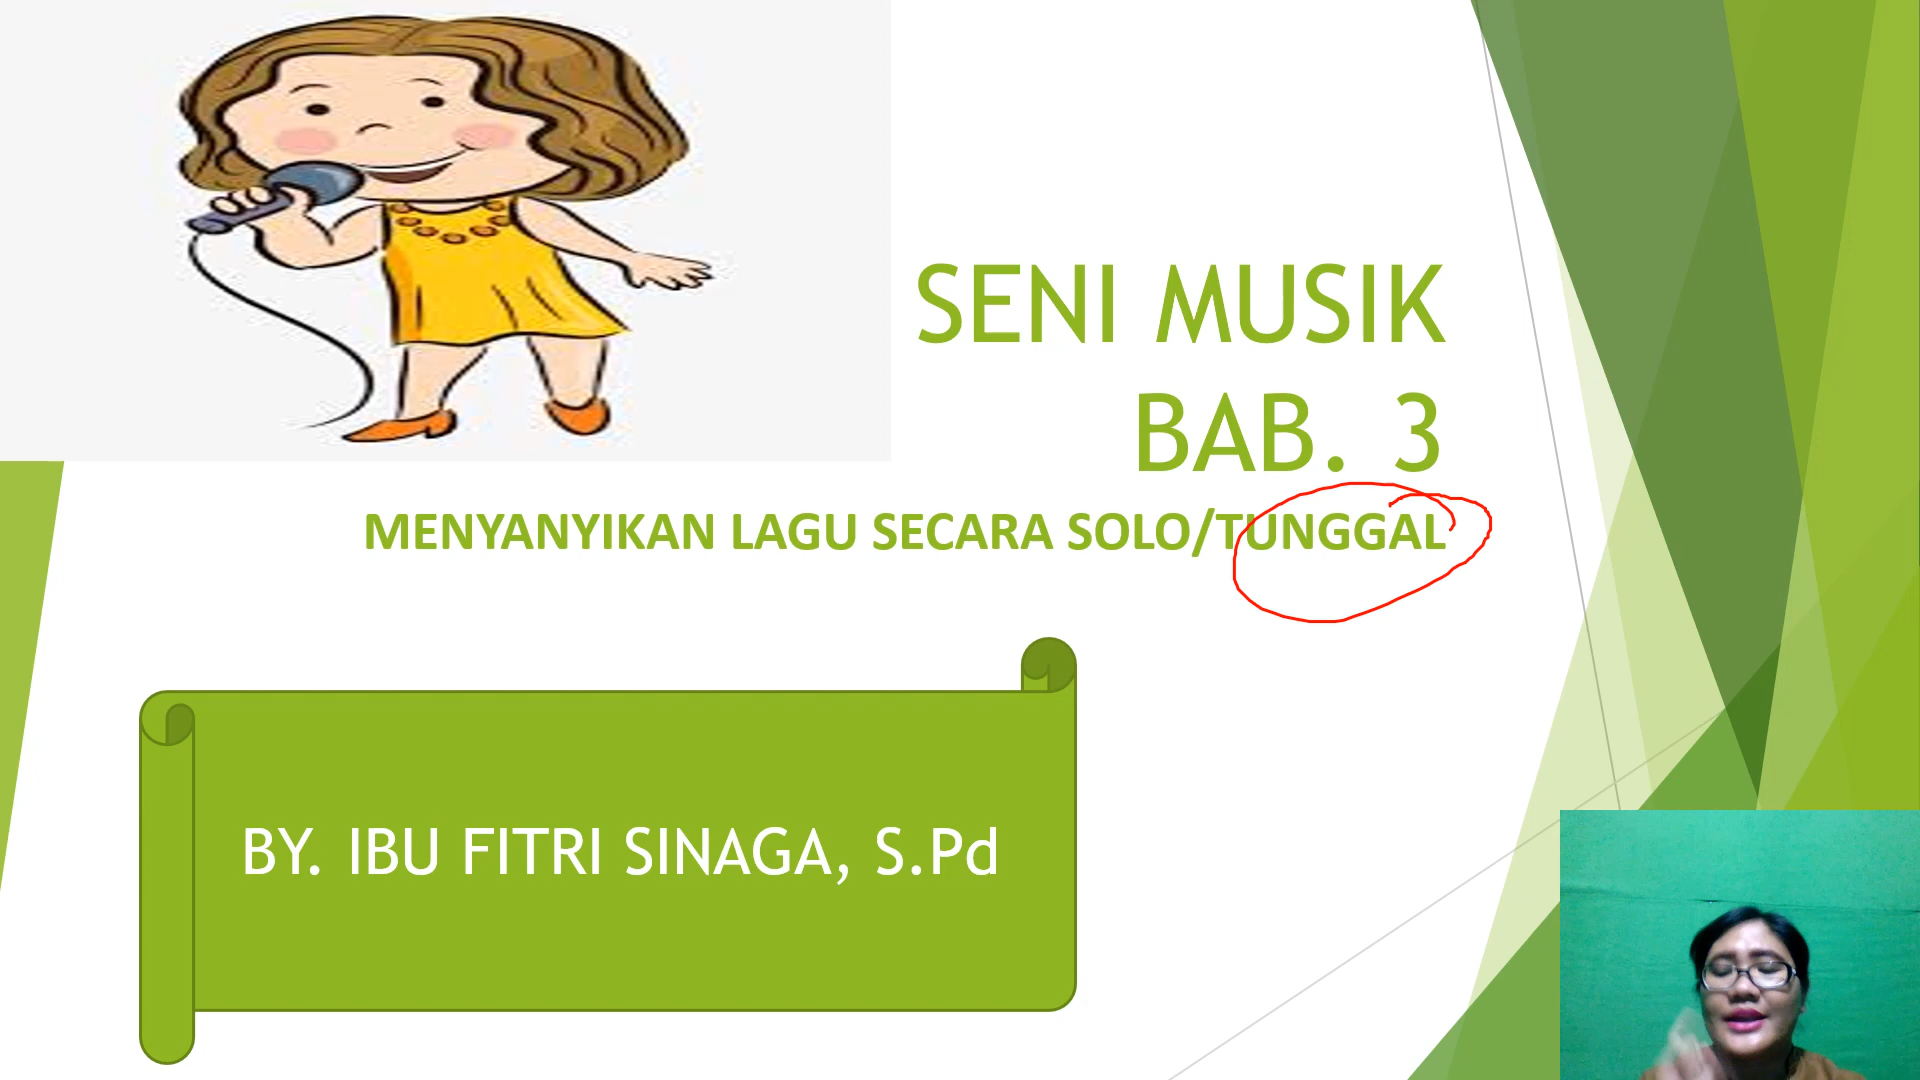 SENI MUSIK
BAB. 3
MENYANYIKAN LAGU SECARA SOLO/TUNGGAL
BY. IBU FITRI SINAGA, S.Pd